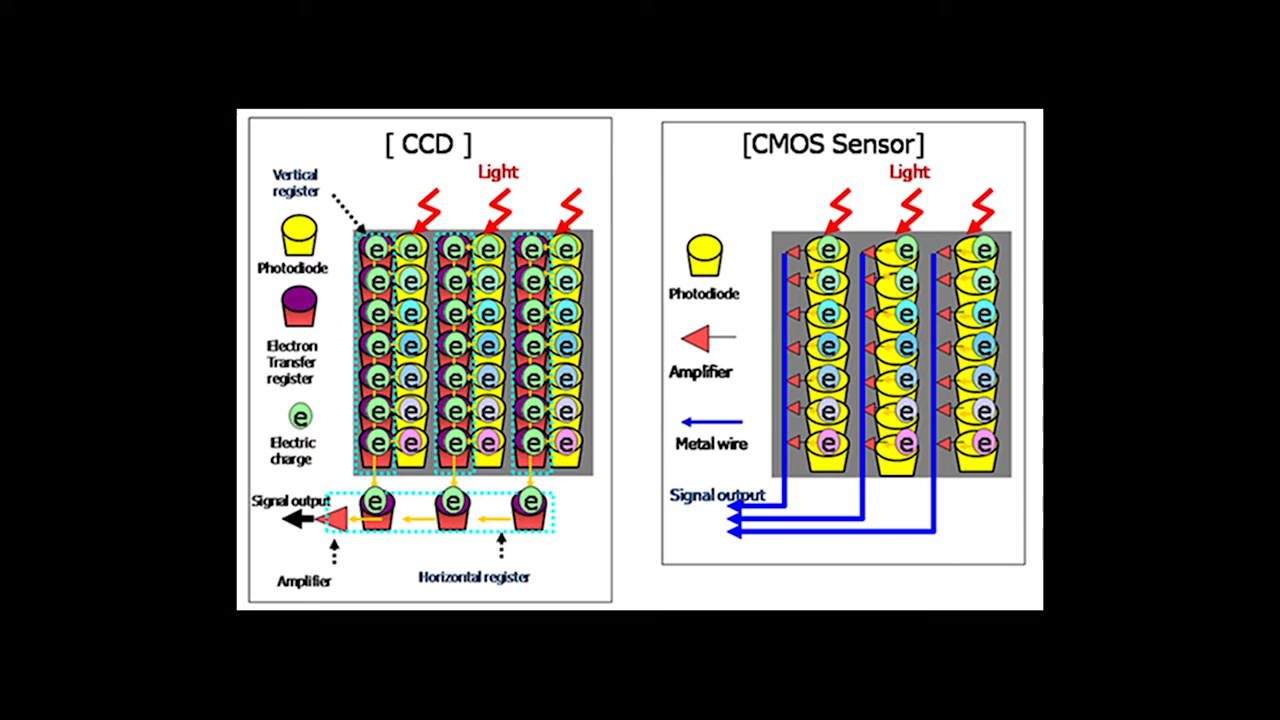 [ CCD ]
Vertical
register
Light
Photodiode
Electron
Transfer
register
e
Electric
charge
Signal output
Amplifier
Horizontal register
e e e e e e
e e e e e e
e e e e e e
e e e e e e
e e e e e e
e e e e e e
e e e e e e
e e e
[CMOS Sensor]
Light
Photodiode
Amplifier
Metal wire
Signal output
e e e
e e e
e e e
e e e
e e e
e e e
e e e